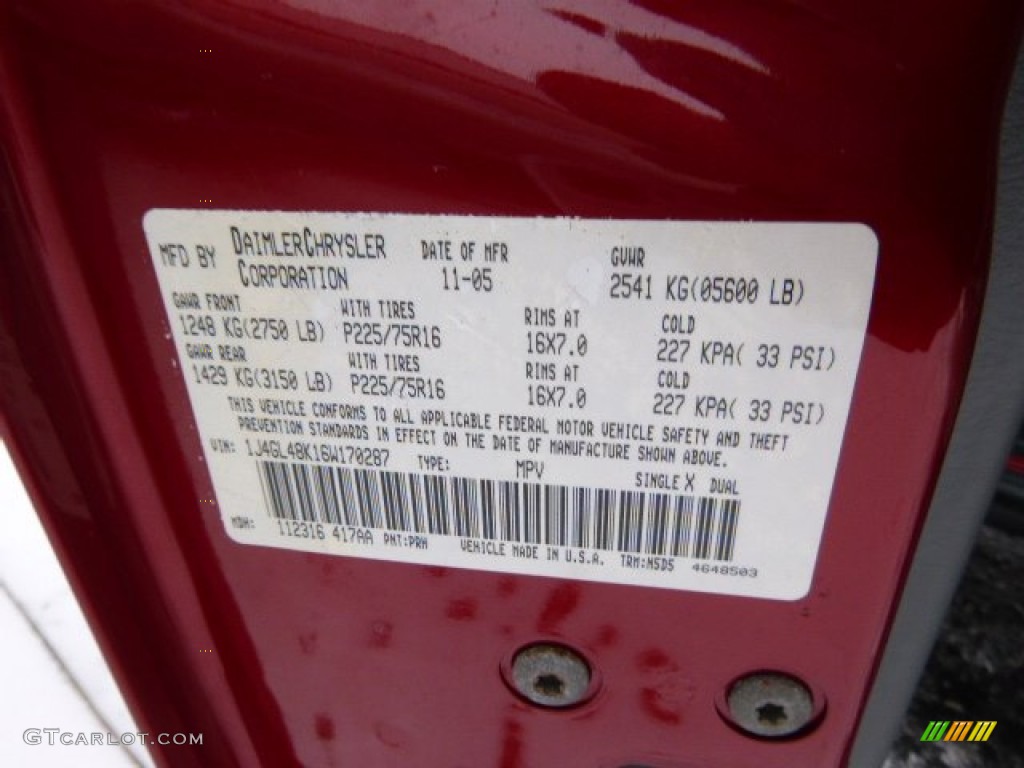 MFD BY DAIMLERCHRYSLER CORPORATION DATE OF MFR 11-05 GVWR 2541 KG(05600 LB)
GAWR FRONT WITH TIRES RIMS AT COLD
1248 KG(2750 LB) P225/75R16 16X7.0 227 KPA( 33 PSI)
GAWR REAR WITH TIRES RIMS AT COLD
1429 KG(3150 LB) P225/75R16 16X7.0 227 KPA( 33 PSI)
THIS VEHICLE CONFORMS TO ALL APPLICABLE FEDERAL MOTOR VEHICLE SAFETY AND THEFT
PREVENTION STANDARDS IN EFFECT ON THE DATE OF MANUFACTURE SHOWN ABOVE.
VIN: 1J4GL48K16W170287 TYPE: MPV SINGLE X DUAL
MDH: 112316 417AA PNT:PRH VEHICLE MADE IN U.S.A. TRM:N5D5 4648503
GTCARLOT.COM